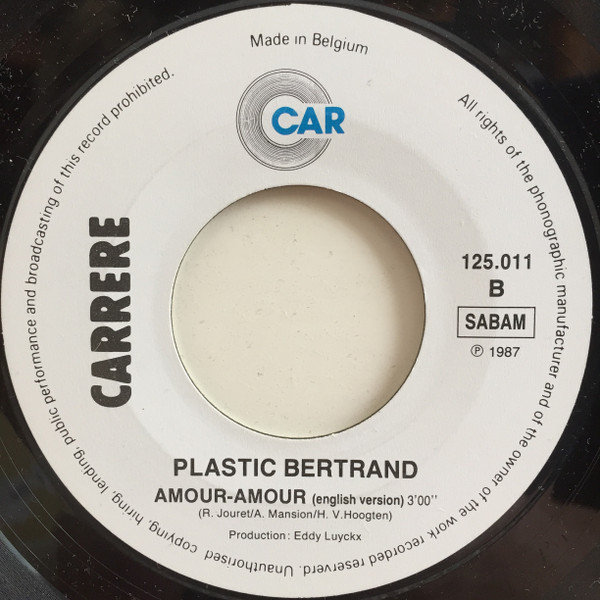 Made in Belgium
CAR
All rights of the phonographic manufacturer and of the owner of the work recorded reserverd. Unauthorised copying, hiring, lending, public performance and broadcasting of this record prohibited.
CARRERE
125.011
B
SABAM
℗ 1987
PLASTIC BERTRAND
AMOUR-AMOUR (english version) 3'00''
(R. Jouret/A. Mansion/H. V.Hoogten)
Production: Eddy Luyckx